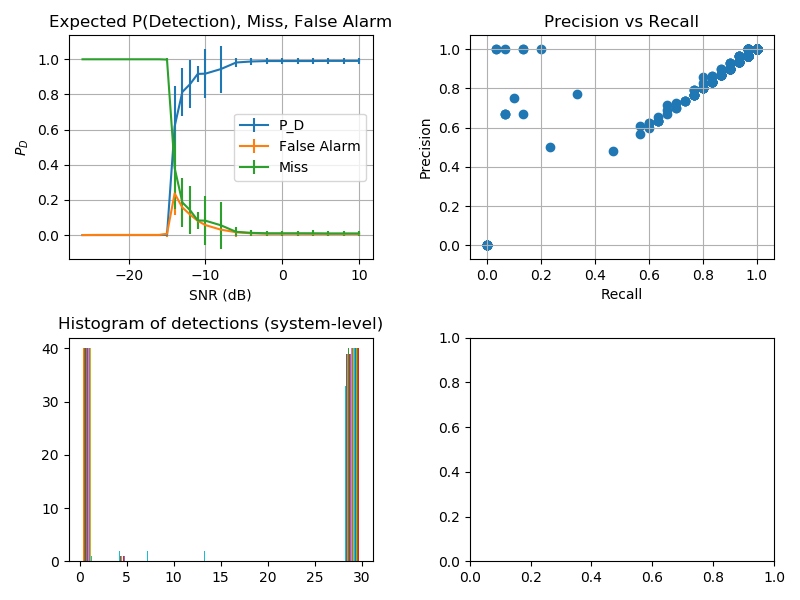 Expected P(Detection), Miss, False Alarm
1.0
0.8
0.6
0.4
0.2
0.0
P_D
P_D
False Alarm
Miss
−20 −10 0 10
SNR (dB)
Precision vs Recall
1.0
0.8
0.6
0.4
0.2
0.0
Precision
0.0 0.2 0.4 0.6 0.8 1.0
Recall
Histogram of detections (system-level)
40
30
20
10
0
0 5 10 15 20 25 30
1.0
0.8
0.6
0.4
0.2
0.0
0.0 0.2 0.4 0.6 0.8 1.0